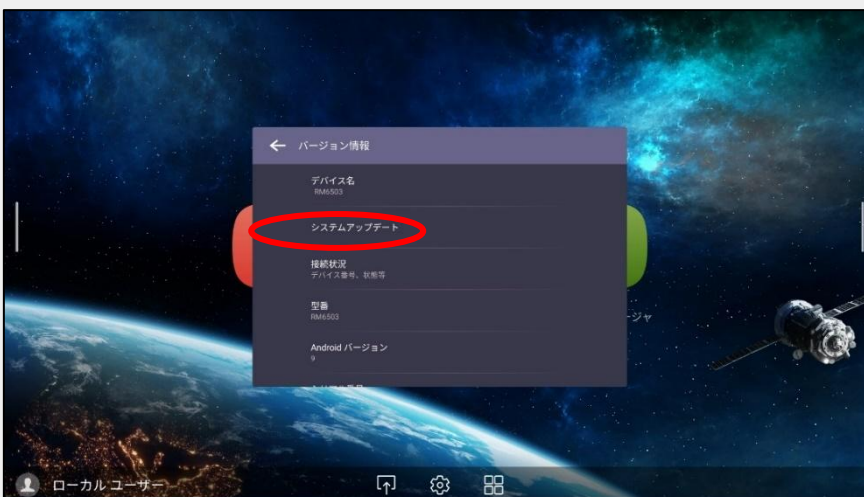 バージョン情報
デバイス名
RM6503
システムアップデート
接続状況
デバイス番号、状態等
型番
RM6503
Android バージョン
9
ージャ
ローカル ユーザー